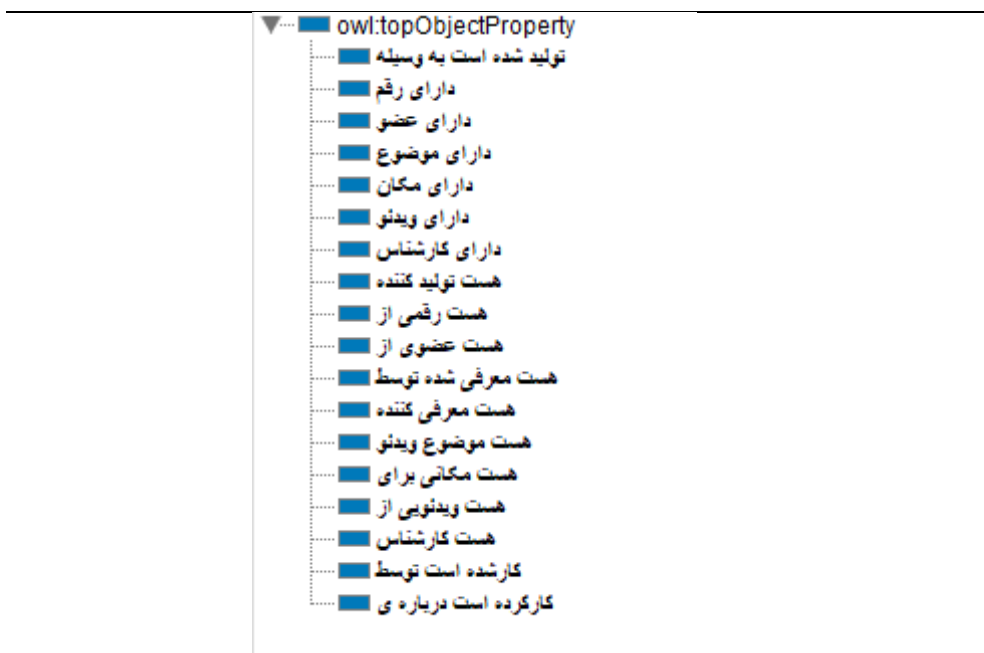 owl:topObjectProperty
تولید شده است به وسیله
دارای رقم
دارای عضو
دارای موضوع
دارای مکان
دارای ویدئو
دارای کارشناس
هست تولید کننده
هست رقمی از
هست عضوی از
هست معرفی شده توسط
هست معرفی کننده
هست موضوع ویدئو
هست مکانی برای
هست ویدئویی از
هست کارشناس
کارشده است توسط
کارکرده است درباره ی